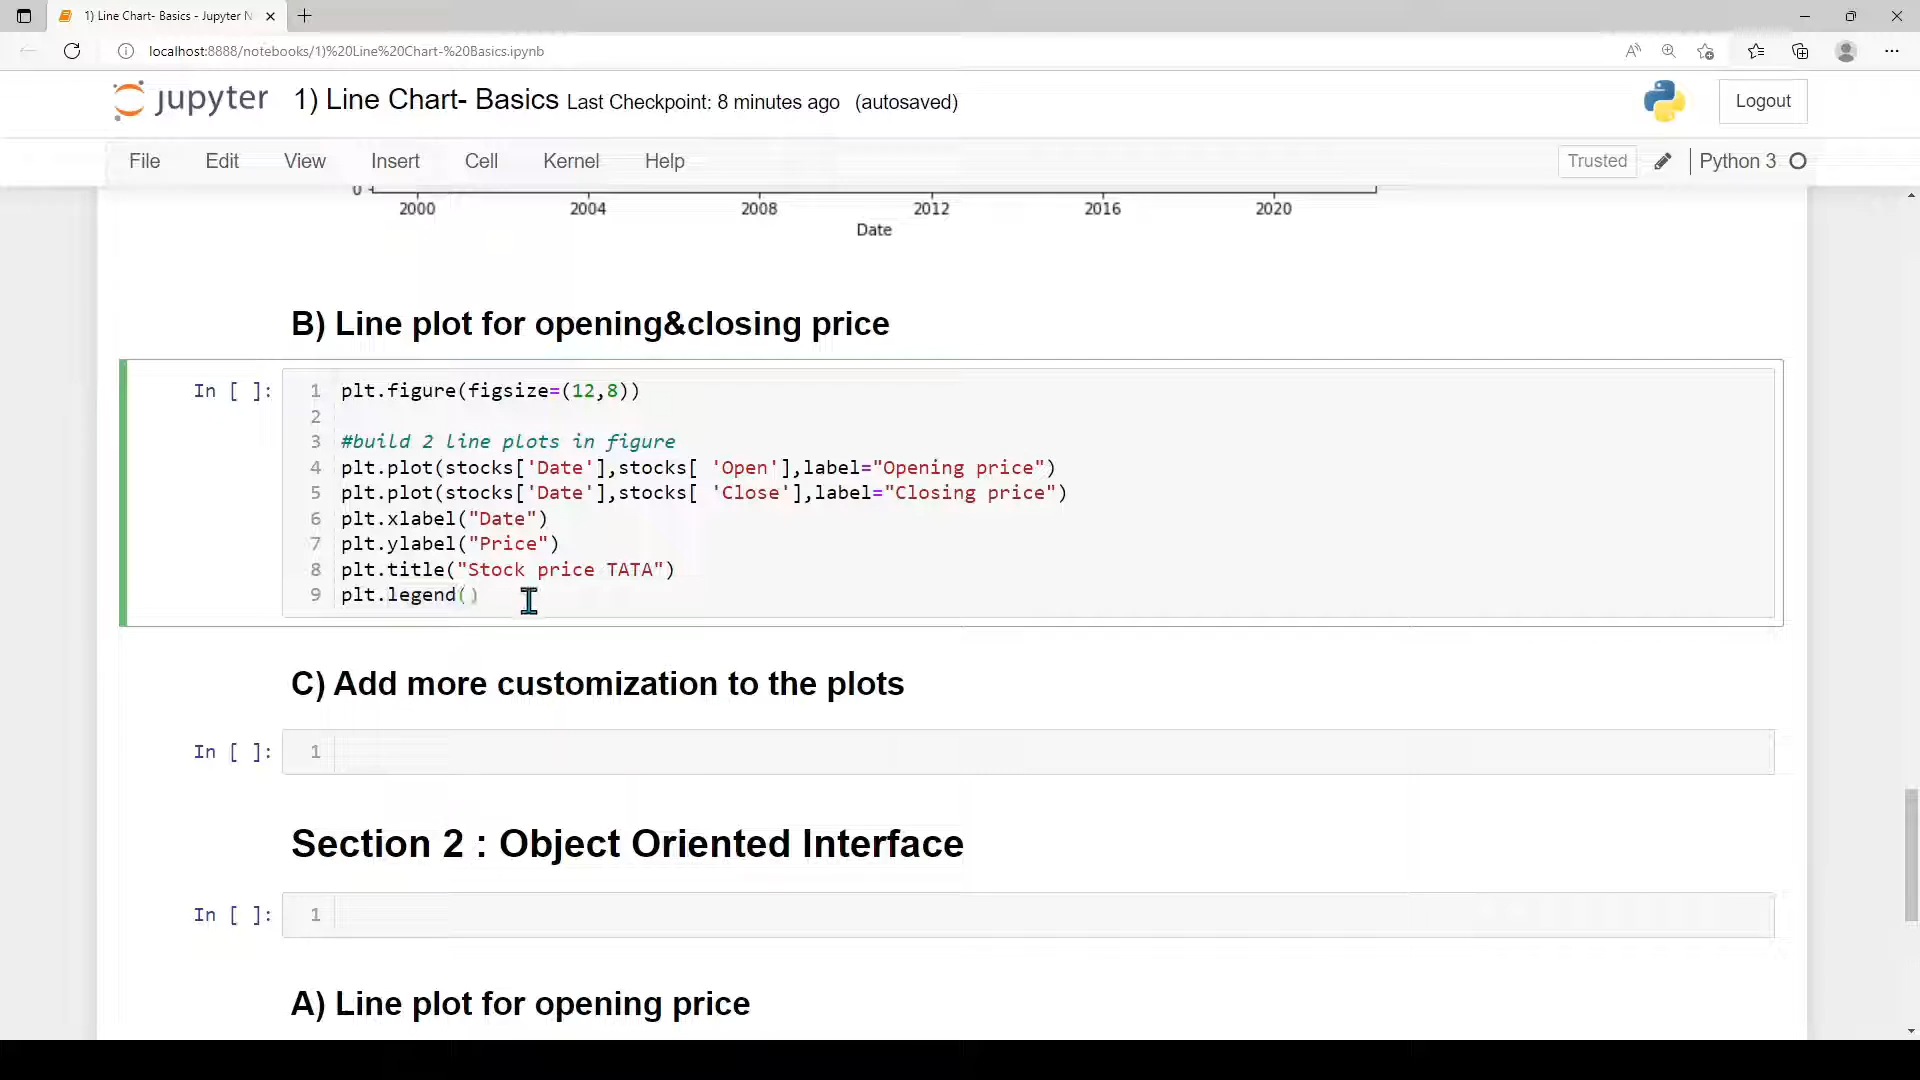 1) Line Chart- Basics - Jupyter N
localhost:8888/notebooks/1)%20Line%20Chart-%20Basics.ipynb
jupyter 1) Line Chart- Basics Last Checkpoint: 8 minutes ago (autosaved)
Logout
File Edit View Insert Cell Kernel Help
Trusted Python 3
0
2000 2004 2008 2012 2016 2020
Date
B) Line plot for opening&closing price
In [ ]: 1 plt.figure(figsize=(12,8))
2
3 #build 2 line plots in figure
4 plt.plot(stocks['Date'],stocks[ 'Open'],label="Opening price")
5 plt.plot(stocks['Date'],stocks[ 'Close'],label="Closing price")
6 plt.xlabel("Date")
7 plt.ylabel("Price")
8 plt.title("Stock price TATA")
9 plt.legend()
C) Add more customization to the plots
In [ ]: 1
Section 2 : Object Oriented Interface
In [ ]: 1
A) Line plot for opening price